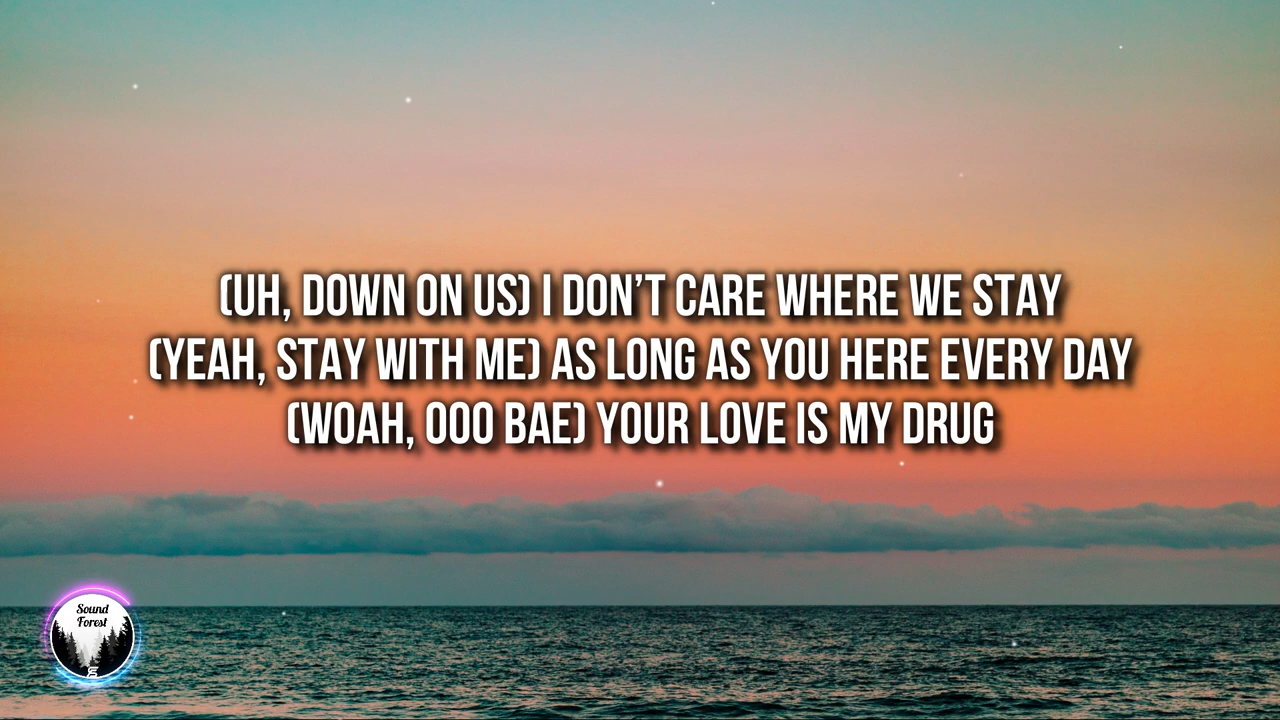 (UH, DOWN ON US) I DON’T CARE WHERE WE STAY
(YEAH, STAY WITH ME) AS LONG AS YOU HERE EVERY DAY
(WOAH, OOO BAE) YOUR LOVE IS MY DRUG
Sound
Forest